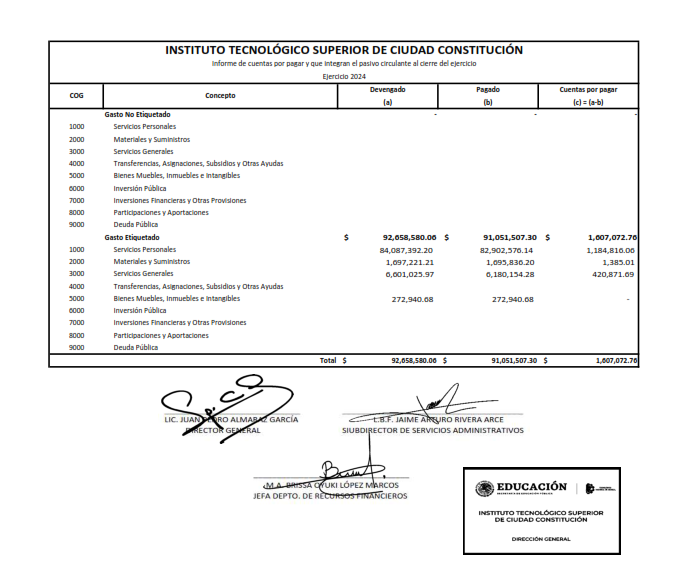 INSTITUTO TECNOLÓGICO SUPERIOR DE CIUDAD CONSTITUCIÓN
Informe de cuentas por pagar y que integran el pasivo circulante al cierre del ejercicio
Ejercicio 2024
COG Concepto Devengado Pagado Cuentas por pagar
(a) (b) (c) = (a-b)
Gasto No Etiquetado - - -
1000 Servicios Personales
2000 Materiales y Suministros
3000 Servicios Generales
4000 Transferencias, Asignaciones, Subsidios y Otras Ayudas
5000 Bienes Muebles, Inmuebles e Intangibles
6000 Inversión Pública
7000 Inversiones Financieras y Otras Provisiones
8000 Participaciones y Aportaciones
9000 Deuda Pública
Gasto Etiquetado $ 92,658,580.06 $ 91,051,507.30 $ 1,607,072.76
1000 Servicios Personales 84,087,392.20 82,902,576.14 1,184,816.06
2000 Materiales y Suministros 1,697,221.21 1,695,836.20 1,385.01
3000 Servicios Generales 6,601,025.97 6,180,154.28 420,871.69
4000 Transferencias, Asignaciones, Subsidios y Otras Ayudas
5000 Bienes Muebles, Inmuebles e Intangibles 272,940.68 272,940.68 -
6000 Inversión Pública
7000 Inversiones Financieras y Otras Provisiones
8000 Participaciones y Aportaciones
9000 Deuda Pública
Total $ 92,658,580.06 $ 91,051,507.30 $ 1,607,072.76
LIC. JUAN PEDRO ALMARAZ GARCÍA
DIRECTOR GENERAL
L.B.F. JAIME ARTURO RIVERA ARCE
SIUBDIRECTOR DE SERVICIOS ADMINISTRATIVOS
M.A. BRISSA OYUKI LÓPEZ MARCOS
JEFA DEPTO. DE RECURSOS FINANCIEROS
EDUCACIÓN
INSTITUTO TECNOLÓGICO SUPERIOR
DE CIUDAD CONSTITUCIÓN
DIRECCIÓN GENERAL